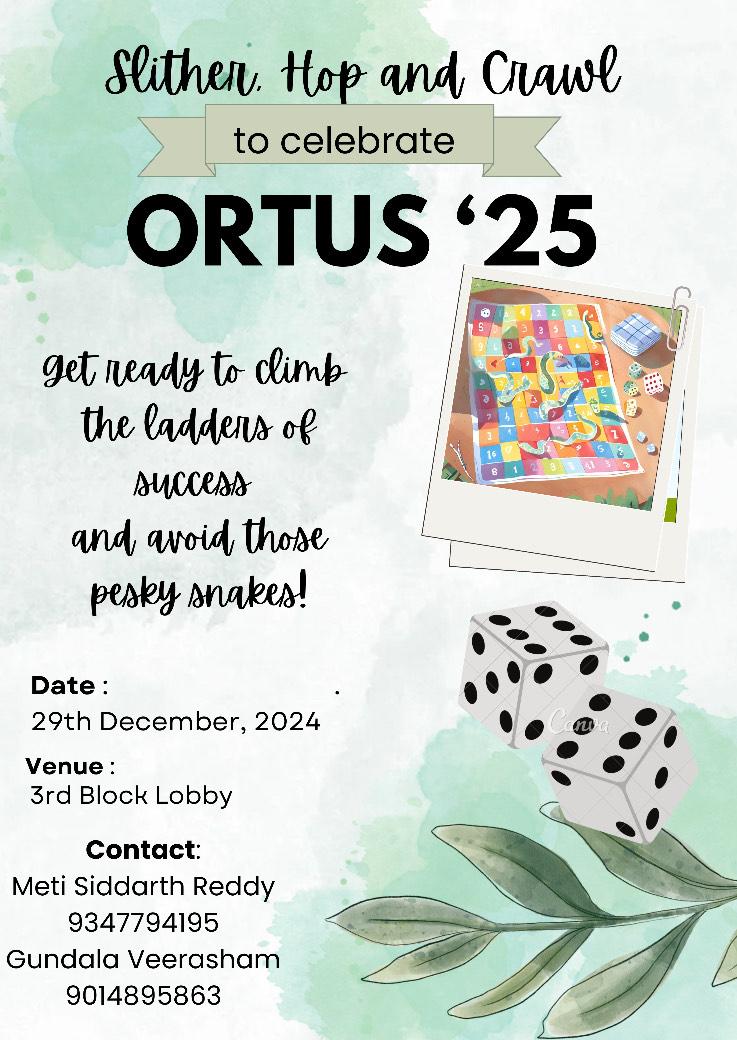 Slither, Hop and Crawl
to celebrate
ORTUS ‘25
Get ready to climb
the ladders of
success
and avoid those
pesky snakes!
Date :
.
29th December, 2024
Venue :
3rd Block Lobby
Contact:
Meti Siddarth Reddy
9347794195
Gundala Veerasham
9014895863
Canva